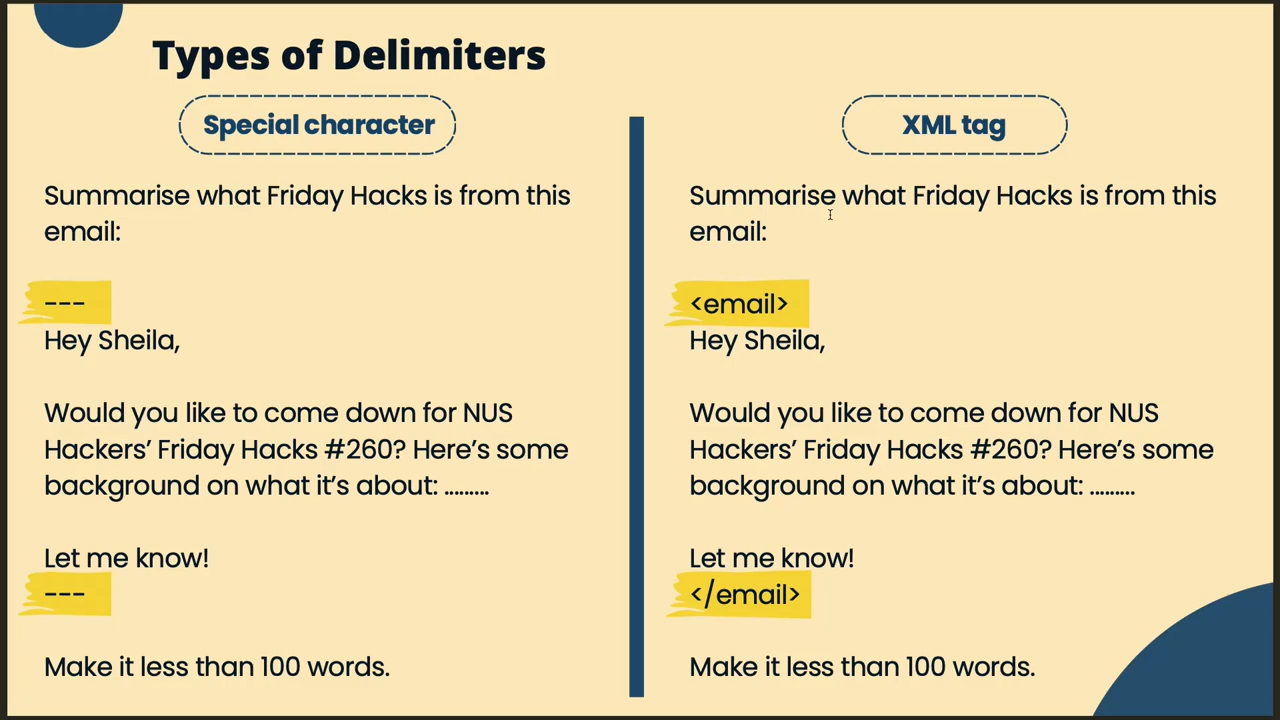 Types of Delimiters
Special character
Summarise what Friday Hacks is from this
email:
---
Hey Sheila,
Would you like to come down for NUS
Hackers’ Friday Hacks #260? Here’s some
background on what it’s about: .........
Let me know!
---
Make it less than 100 words.
XML tag
Summarise what Friday Hacks is from this
email:
<email>
Hey Sheila,
Would you like to come down for NUS
Hackers’ Friday Hacks #260? Here’s some
background on what it’s about: .........
Let me know!
</email>
Make it less than 100 words.